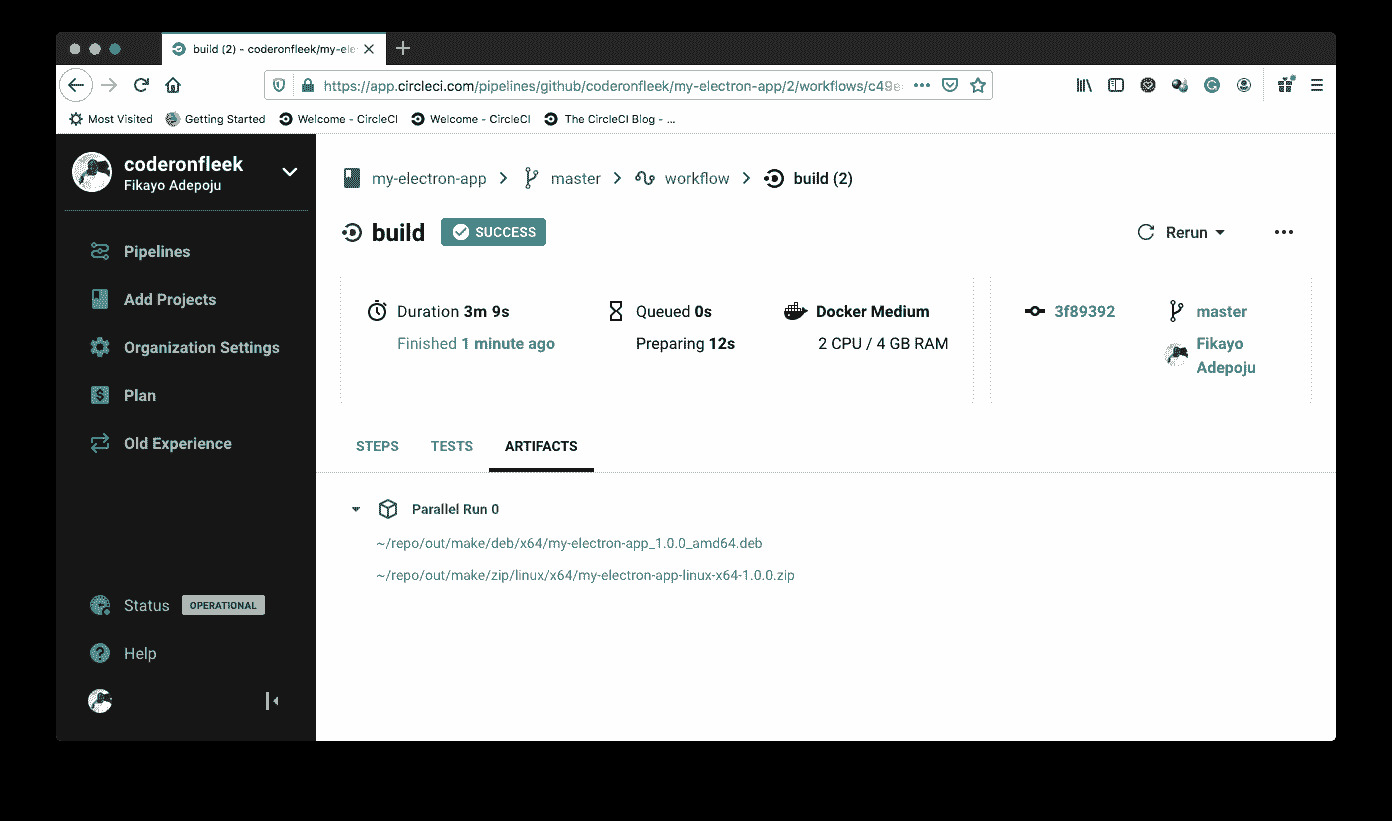 build (2) - coderonfleek/my-ele
https://app.circleci.com/pipelines/github/coderonfleek/my-electron-app/2/workflows/c49e
Most Visited Getting Started Welcome - CircleCI Welcome - CircleCI The CircleCI Blog - ...
coderonfleek
Fikayo Adepoju
Pipelines
Add Projects
Organization Settings
Plan
Old Experience
Status OPERATIONAL
Help
my-electron-app master workflow build (2)
build SUCCESS Rerun
Duration 3m 9s Queued 0s Docker Medium 3f89392 master
Finished 1 minute ago Preparing 12s 2 CPU / 4 GB RAM Fikayo
Adepoju
STEPS TESTS ARTIFACTS
Parallel Run 0
~/repo/out/make/deb/x64/my-electron-app_1.0.0_amd64.deb
~/repo/out/make/zip/linux/x64/my-electron-app-linux-x64-1.0.0.zip